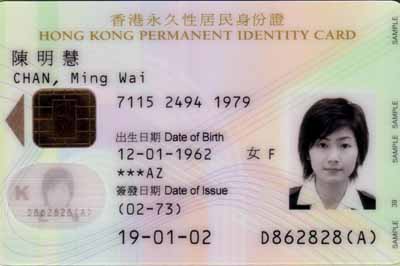 香港永久性居民身份證
HONG KONG PERMANENT IDENTITY CARD
陳明慧
CHAN, Ming Wai
7115 2494 1979
出生日期 Date of Birth
12-01-1962 女 F
***AZ
簽發日期 Date of Issue
(02-73)
19-01-02
D862828(A)
K
D862828(A)
SAMPLE
SAMPLE
SAMPLE
39
SAMPLE